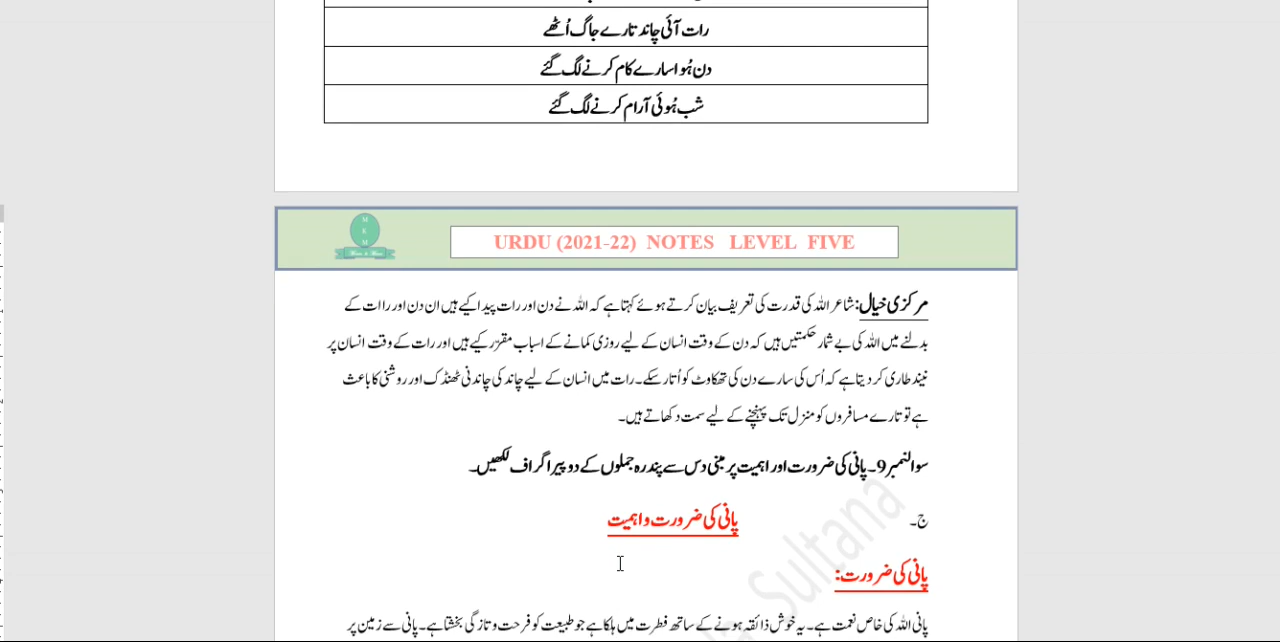 رات آئی چاند تارے جاگ اُٹھے
دن ہُوا سارے کام کرنے لگ گئے
شب ہُوئی آرام کرنے لگ گئے
M
K
M
URDU (2021-22) NOTES LEVEL FIVE
مرکزی خیال: شاعر اللہ کی قدرت کی تعریف بیان کرتے ہوئے کہتا ہے کہ اللہ نے دن اور رات پیدا کیے ہیں ان دن اور راات کے
بدلنے میں اللہ کی بے شمار حکمتیں ہیں کہ دن کے وقت انسان کے لیے روزی کمانے کے اسباب مقرّر کیے ہیں اور رات کے وقت انسان پر
نیند طاری کر دیتا ہے کہ اُس کی سارے دن کی تھکاوٹ کو اُتار سکے۔ رات میں انسان کے لیے چاند کی چاندنی ٹھنڈک اور روشنی کا باعث
ہے تو تارے مسافروں کو منزل تک پہنچنے کے لیے سمت دکھاتے ہیں۔
سوالنمبر 9۔ پانی کی ضرورت اور اہمیت پر مبنی دس سے پندرہ جملوں کے دو پیراگراف لکھیں۔
ج۔ پانی کی ضرورت و اہمیت
پانی کی ضرورت:
پانی اللہ کی خاص نعمت ہے۔ یہ خوش ذائقہ ہونے کے ساتھ فطرت میں ہلکا ہے جو طبیعت کو فرحت و تازگی بخشتا ہے۔ پانی سے زمین پر
Sultana